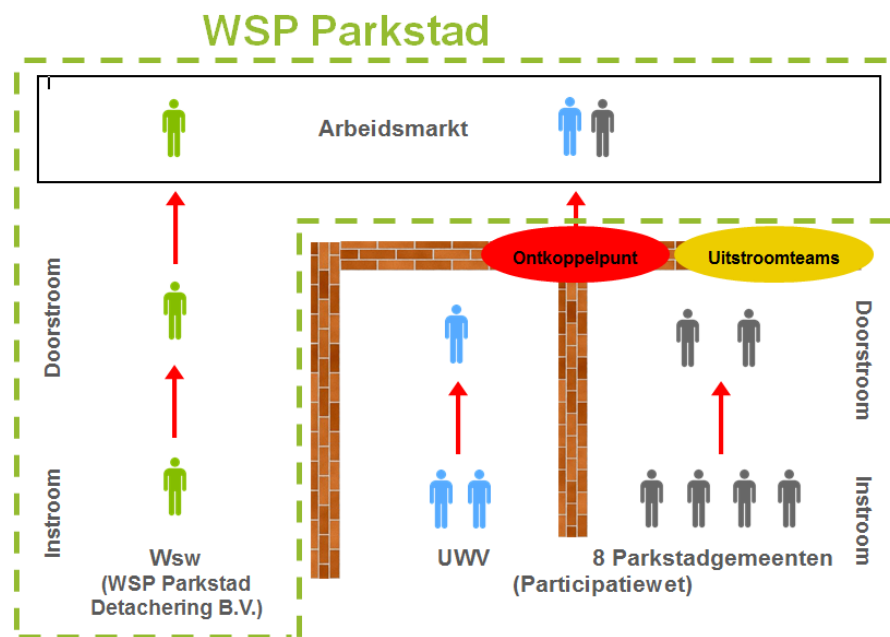 WSP Parkstad
Arbeidsmarkt
Ontkoppelpunt
Uitstroomteams
Doorstroom
Doorstroom
Instroom
Instroom
Wsw
(WSP Parkstad
Detachering B.V.)
UWV
8 Parkstadgemeenten
(Participatiewet)